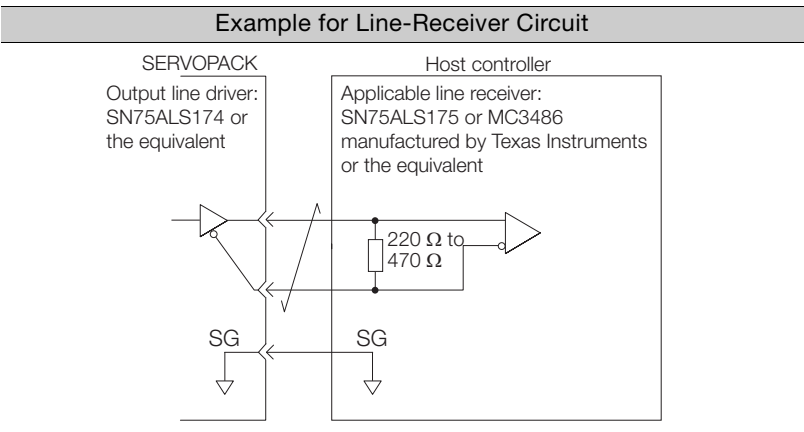 Example for Line-Receiver Circuit
SERVOPACK
Host controller
Output line driver:
SN75ALS174 or
the equivalent
Applicable line receiver:
SN75ALS175 or MC3486
manufactured by Texas Instruments
or the equivalent
220 Ω to
470 Ω
SG
SG